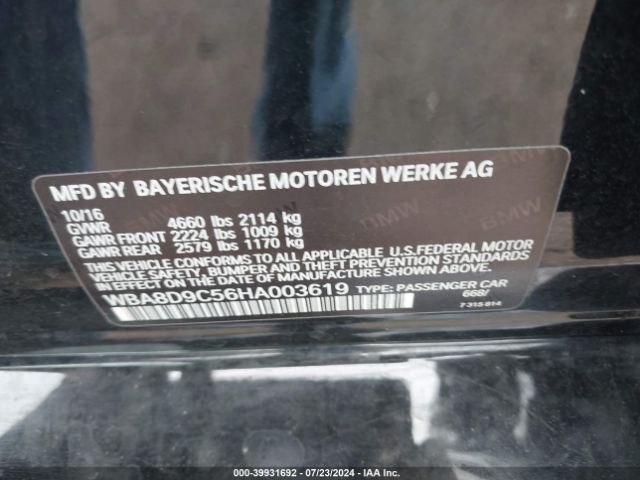 MFD BY BAYERISCHE MOTOREN WERKE AG
10/16
GVWR 4660 lbs 2114 kg
GAWR FRONT 2224 lbs 1009 kg
GAWR REAR 2579 lbs 1170 kg
THIS VEHICLE CONFORMS TO ALL APPLICABLE U.S.FEDERAL MOTOR
VEHICLE SAFETY, BUMPER AND THEFT PREVENTION STANDARDS
IN EFFECT ON THE DATE OF MANUFACTURE SHOWN ABOVE.
WBA8D9C56HA003619 TYPE: PASSENGER CAR
668/
7 315 814
000-39931692 / 07/23/2024 / IAA Inc.